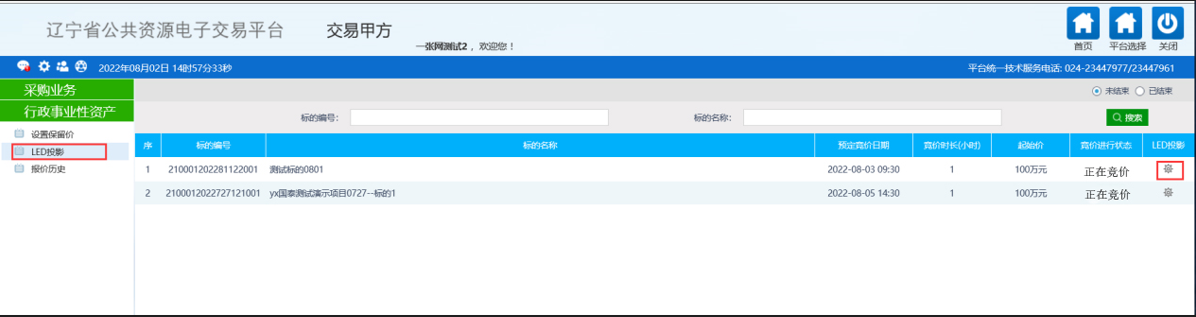 辽宁省公共资源电子交易平台 交易甲方
一张网测试2 ，欢迎您！
首页 平台选择 关闭
2022年08月02日 14时57分33秒 平台统一技术服务电话: 024-23447977/23447961
采购业务
未结束 已结束
行政事业性资产
标的编号: 标的名称: 搜索
设置保留价
LED投影
报价历史
序 标的编号 标的名称 预定竞价日期 竞价时长(小时) 起始价 竞价进行状态 LED投影
1 210001202281122001 测试标的0801 2022-08-03 09:30 1 100万元 正在竞价
2 2100012022727121001 yx国泰测试演示项目0727--标的1 2022-08-05 14:30 1 100万元 正在竞价